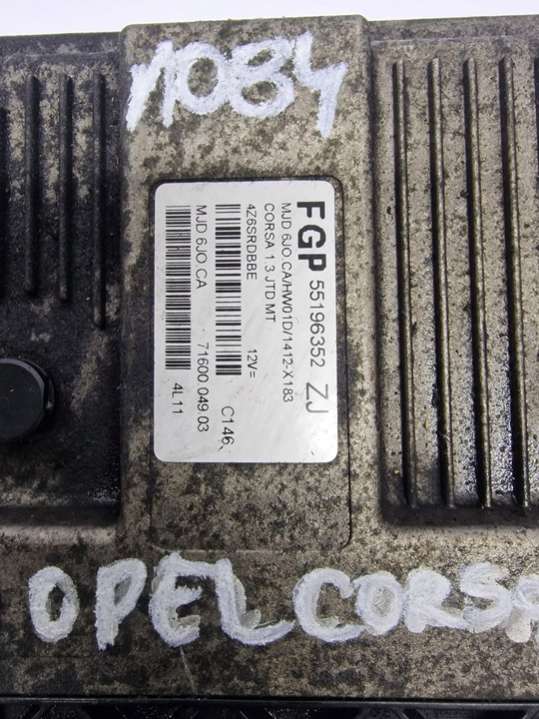 1084
FGP 55196352 ZJ
MJD 6JO.CA/HW01D/1412-X183
CORSA 1.3 JTD MT
4Z6SRDBBE 12V= C146
MJD 6JO.CA 71600.049.03
4L11
OPEL CORSA